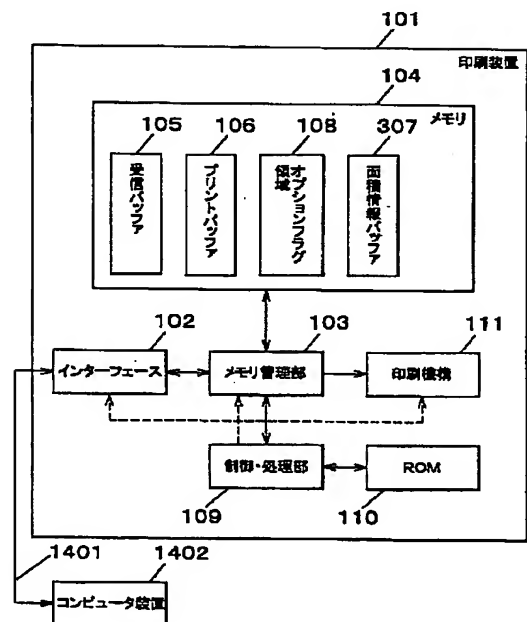 101
印刷装置
104
メモリ
105
106
108
307
受信バッファ
プリントバッファ
オプションフラグ
領域
面積情報バッファ
102
103
111
インターフェース
メモリ管理部
印刷機構
制御・処理部
ROM
109
110
1401
1402
コンピュータ装置